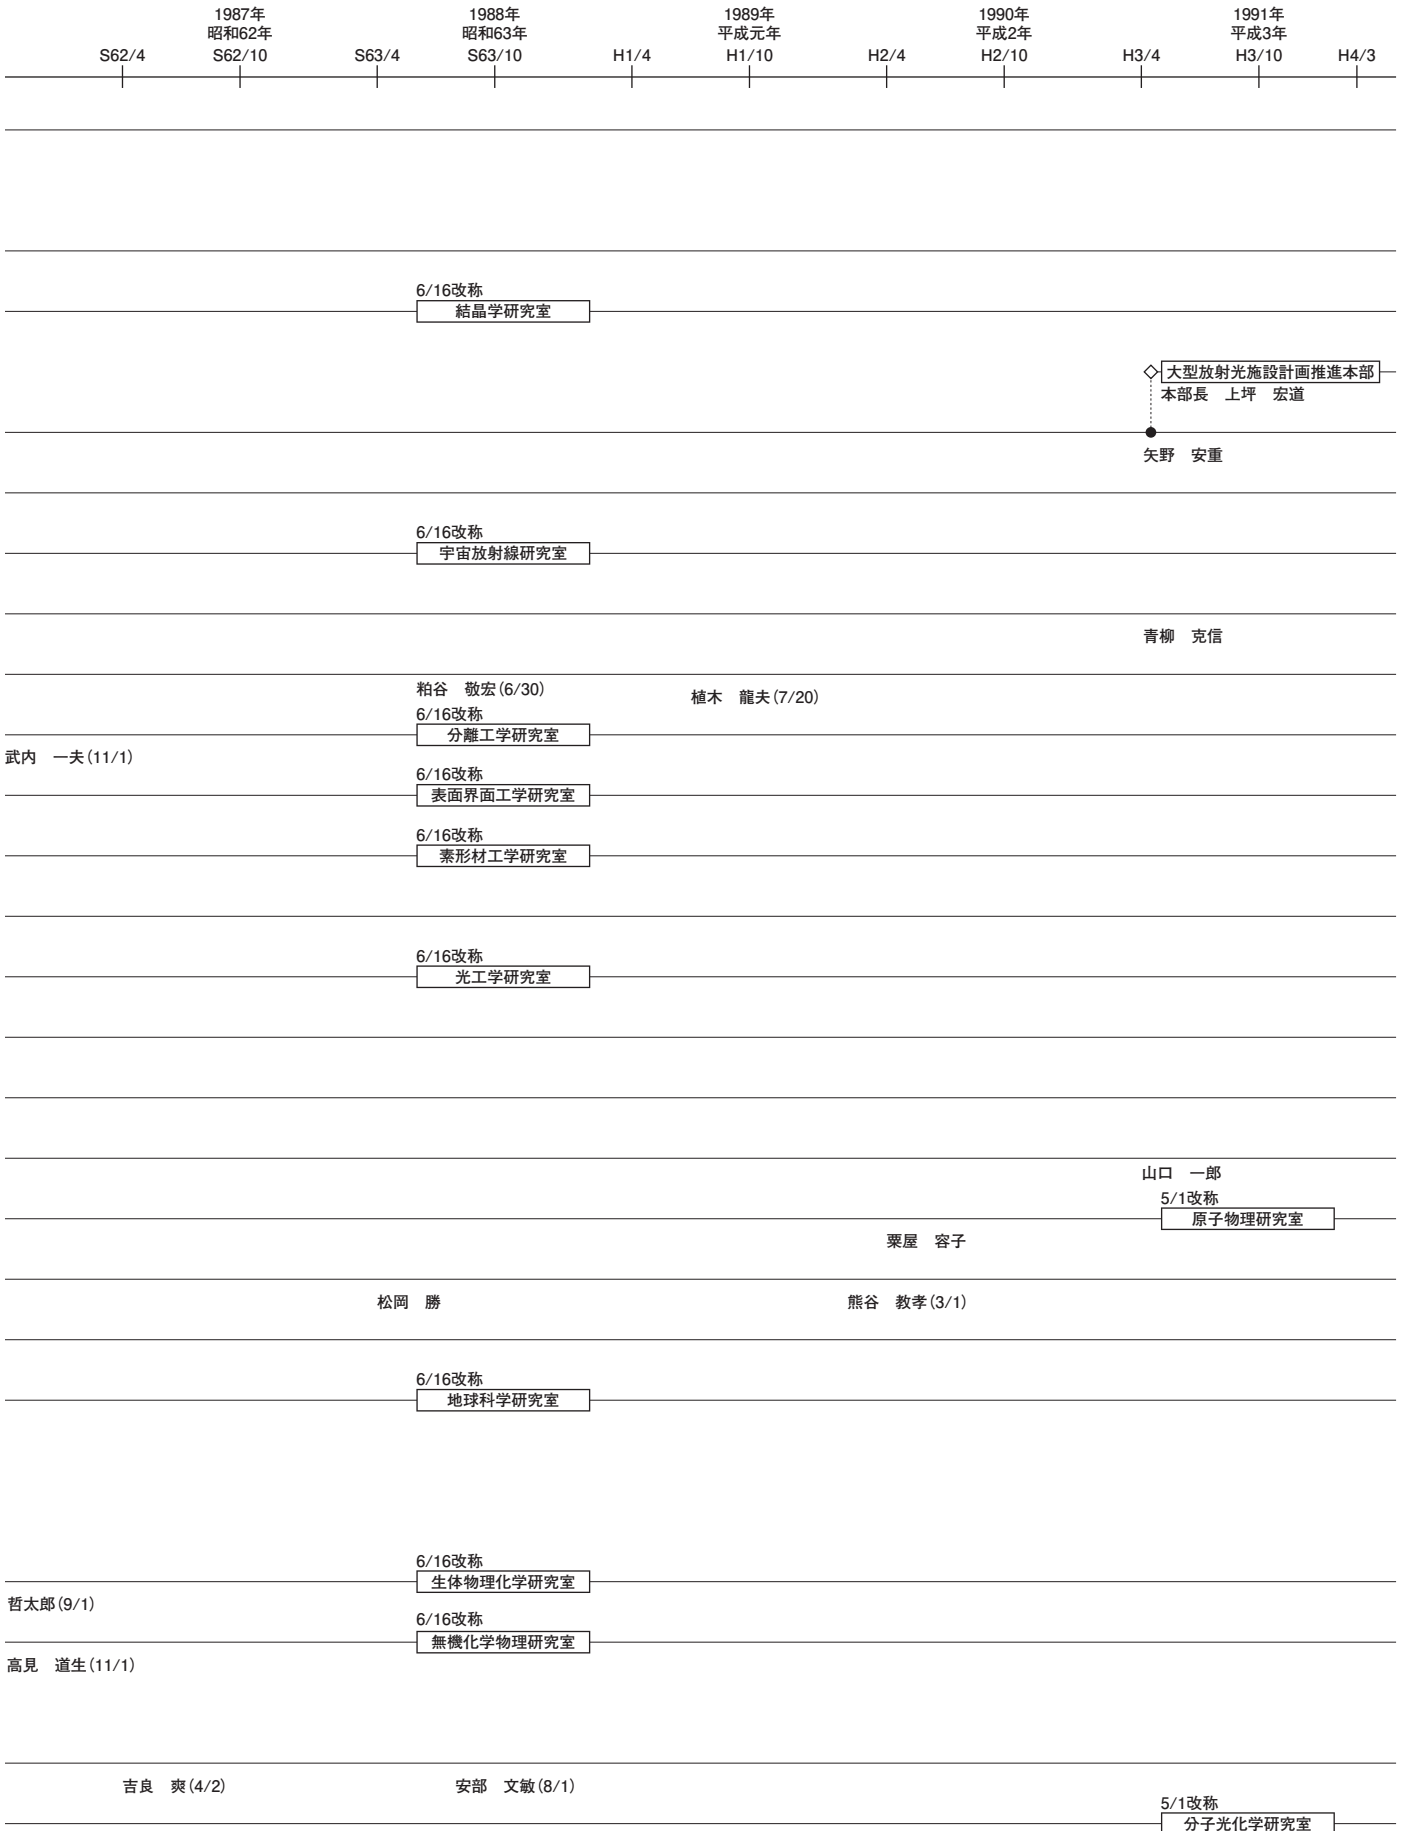 1987年
昭和62年
1988年
昭和63年
1989年
平成元年
1990年
平成2年
1991年
平成3年
S62/4
S62/10
S63/4
S63/10
H1/4
H1/10
H2/4
H2/10
H3/4
H3/10
H4/3
6/16改称
結晶学研究室
大型放射光施設計画推進本部
本部長　上坪　宏道
矢野　安重
6/16改称
宇宙放射線研究室
青柳　克信
粕谷　敬宏(6/30)
植木　龍夫(7/20)
6/16改称
分離工学研究室
武内　一夫(11/1)
6/16改称
表面界面工学研究室
6/16改称
素形材工学研究室
6/16改称
光工学研究室
山口　一郎
5/1改称
原子物理研究室
粟屋　容子
松岡　勝
熊谷　教孝(3/1)
6/16改称
地球科学研究室
6/16改称
生体物理化学研究室
哲太郎(9/1)
6/16改称
無機化学物理研究室
高見　道生(11/1)
吉良　爽(4/2)
安部　文敏(8/1)
5/1改称
分子光化学研究室